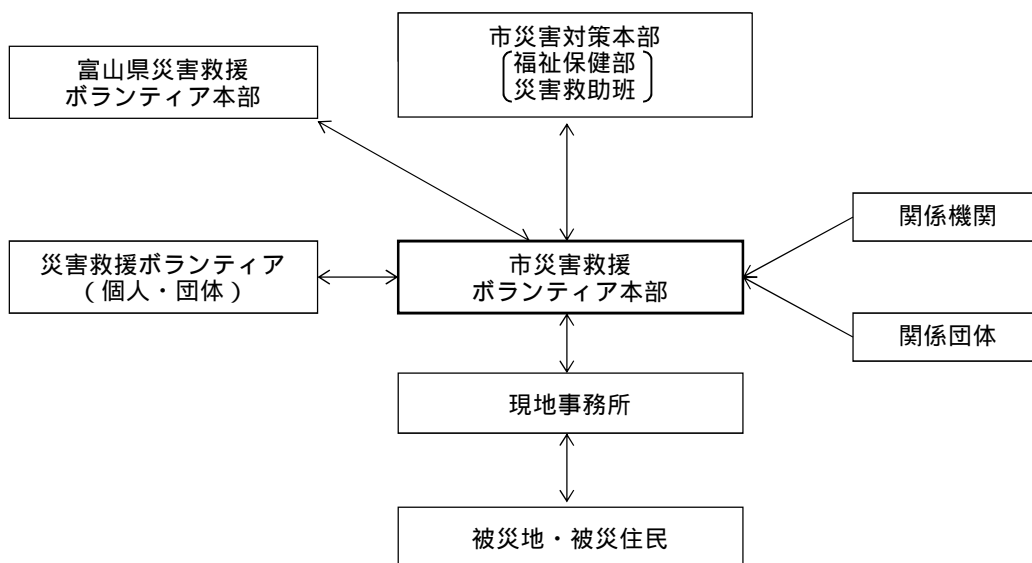 富山県災害救援
ボランティア本部
市災害対策本部
福祉保健部
災害救助班
関係機関
災害救援ボランティア
(個人・団体)
市災害救援
ボランティア本部
関係団体
現地事務所
被災地・被災住民